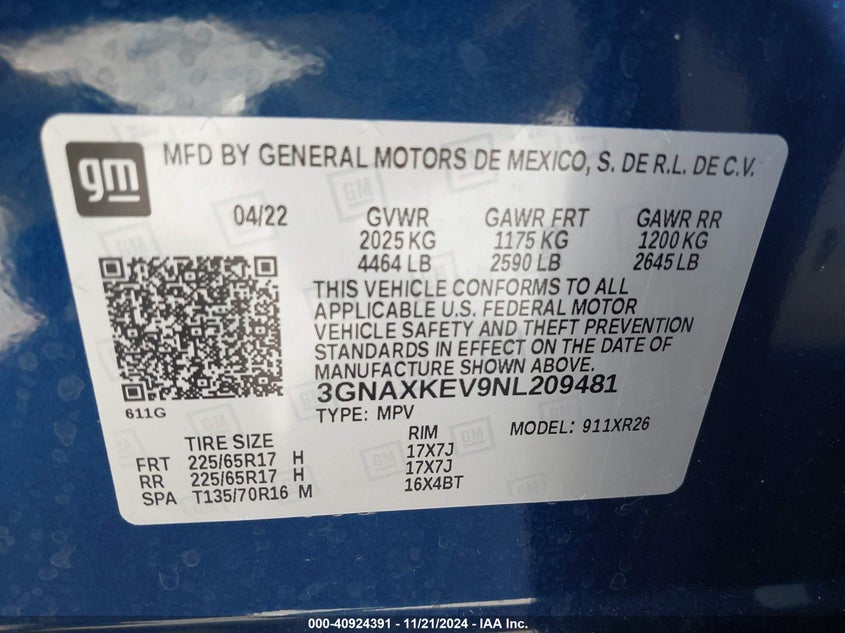 gm
MFD BY GENERAL MOTORS DE MEXICO, S. DE R.L. DE C.V.
04/22 GVWR GAWR FRT GAWR RR
2025 KG 1175 KG 1200 KG
4464 LB 2590 LB 2645 LB
THIS VEHICLE CONFORMS TO ALL
APPLICABLE U.S. FEDERAL MOTOR
VEHICLE SAFETY AND THEFT PREVENTION
STANDARDS IN EFFECT ON THE DATE OF
MANUFACTURE SHOWN ABOVE.
3GNAXKEV9NL209481
611G
TYPE: MPV
MODEL: 911XR26
TIRE SIZE RIM
FRT 225/65R17 H 17X7J
RR 225/65R17 H 17X7J
SPA T135/70R16 M 16X4BT
000-40924391 - 11/21/2024 - IAA Inc.